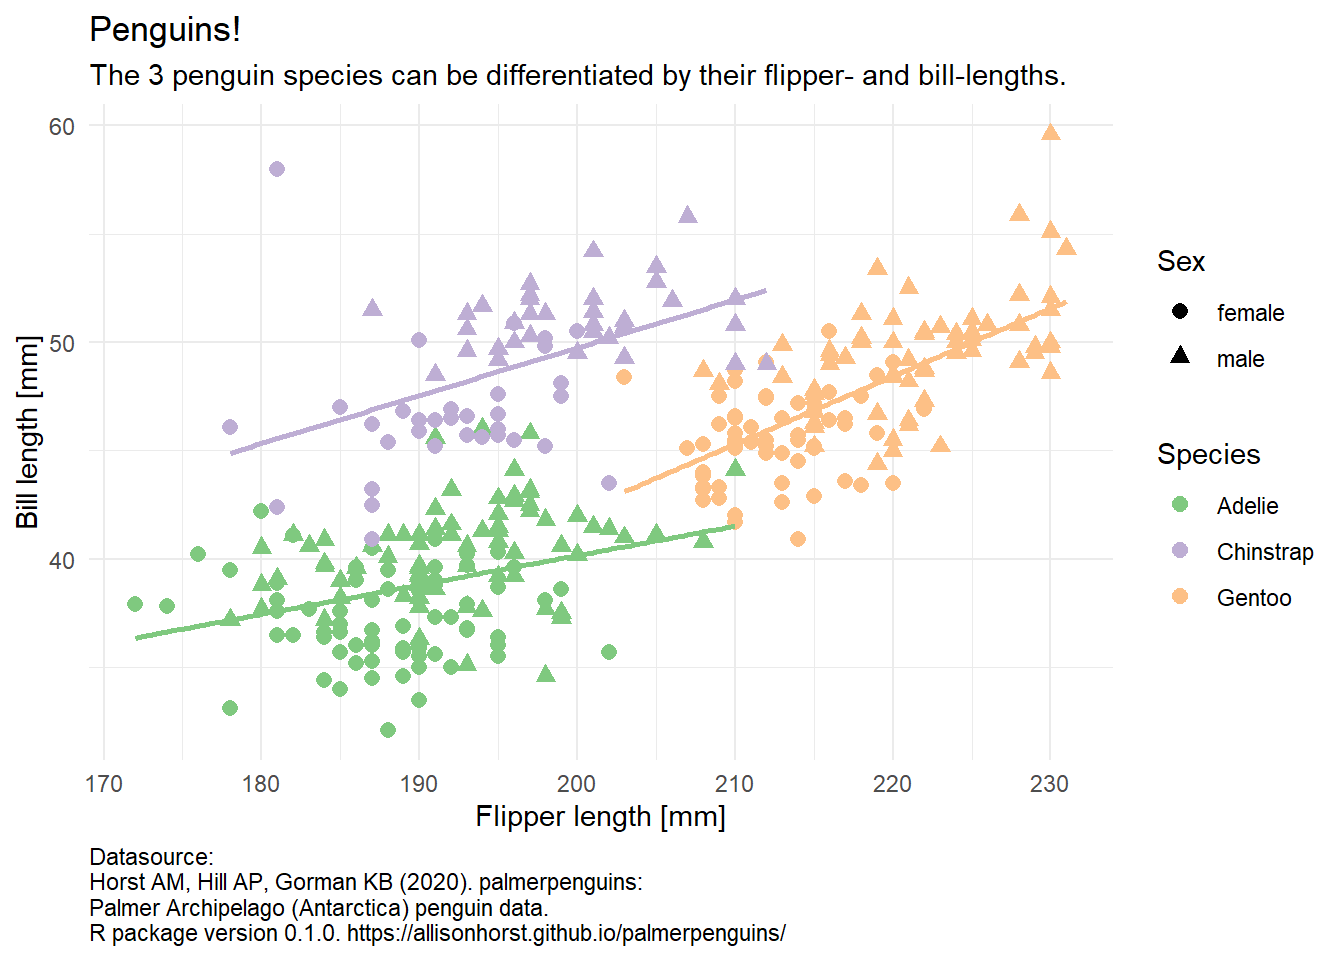 Penguins!
The 3 penguin species can be differentiated by their flipper- and bill-lengths.
60
50
40
Bill length [mm]
170 180 190 200 210 220 230
Flipper length [mm]
Sex
female
male
Species
Adelie
Chinstrap
Gentoo
Datasource:
Horst AM, Hill AP, Gorman KB (2020). palmerpenguins:
Palmer Archipelago (Antarctica) penguin data.
R package version 0.1.0. https://allisonhorst.github.io/palmerpenguins/